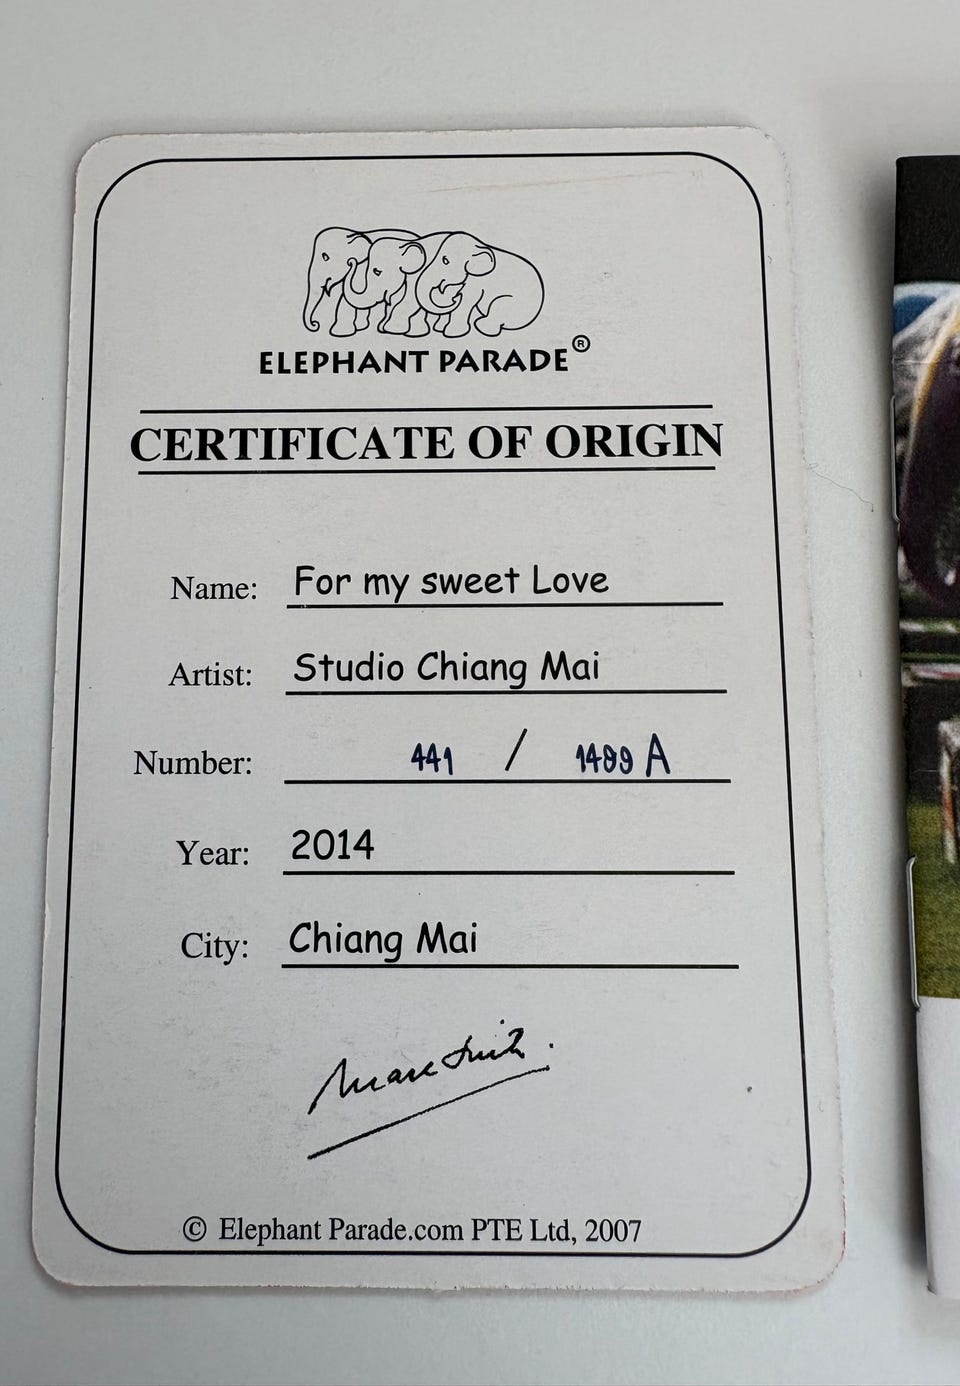 ELEPHANT PARADE®
CERTIFICATE OF ORIGIN
Name: For my sweet Love
Artist: Studio Chiang Mai
Number: 441 / 1499 A
Year: 2014
City: Chiang Mai
© Elephant Parade.com PTE Ltd, 2007